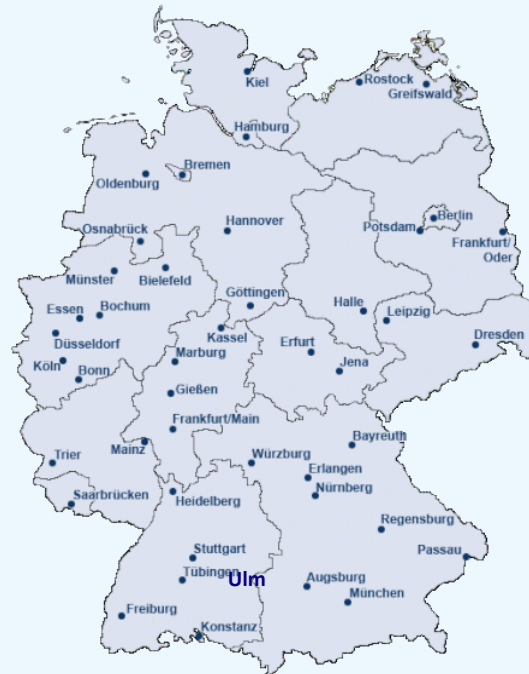 Kiel
Rostock
Greifswald
Hamburg
Bremen
Oldenburg
Hannover
Osnabrück
Berlin
Potsdam
Frankfurt/
Oder
Münster
Bielefeld
Göttingen
Essen
Bochum
Halle
Leipzig
Düsseldorf
Kassel
Erfurt
Dresden
Köln
Marburg
Jena
Bonn
Gießen
Frankfurt/Main
Mainz
Bayreuth
Trier
Würzburg
Erlangen
Nürnberg
Saarbrücken
Heidelberg
Regensburg
Stuttgart
Passau
Tübingen
Ulm
Augsburg
München
Freiburg
Konstanz